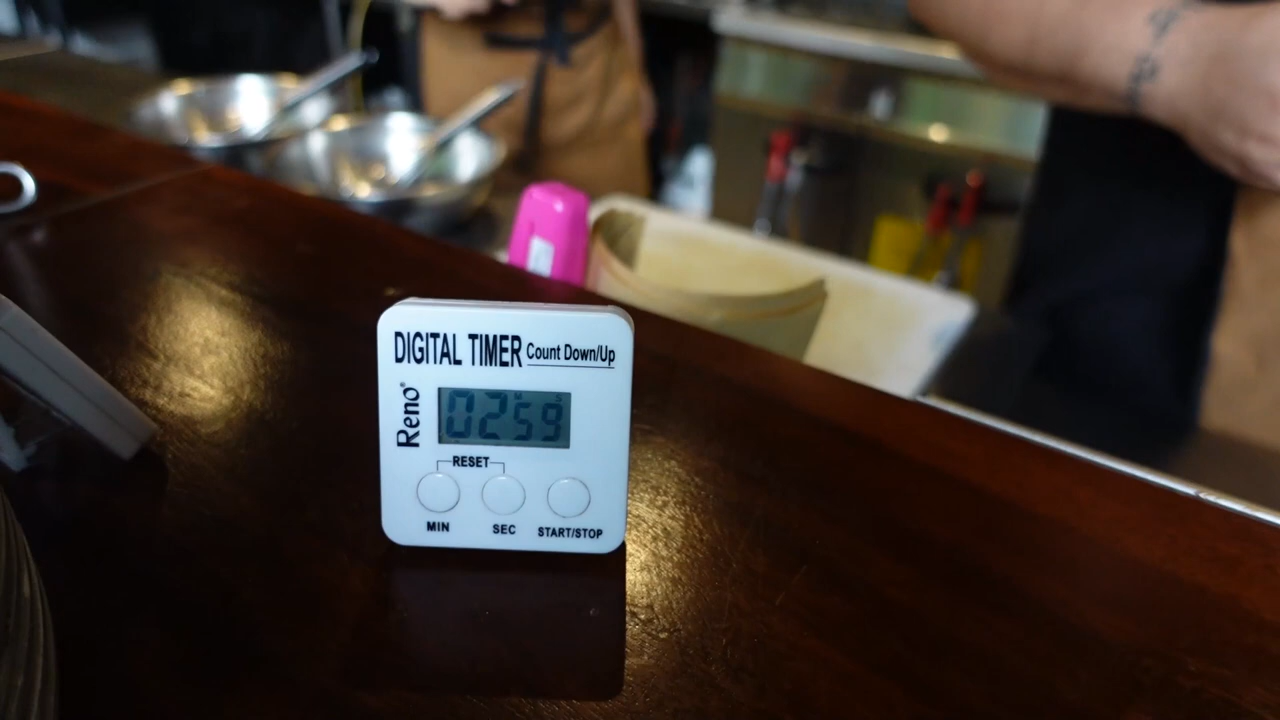 DIGITAL TIMER Count Down/Up
Reno®
02 M 59 S
RESET
MIN SEC START/STOP